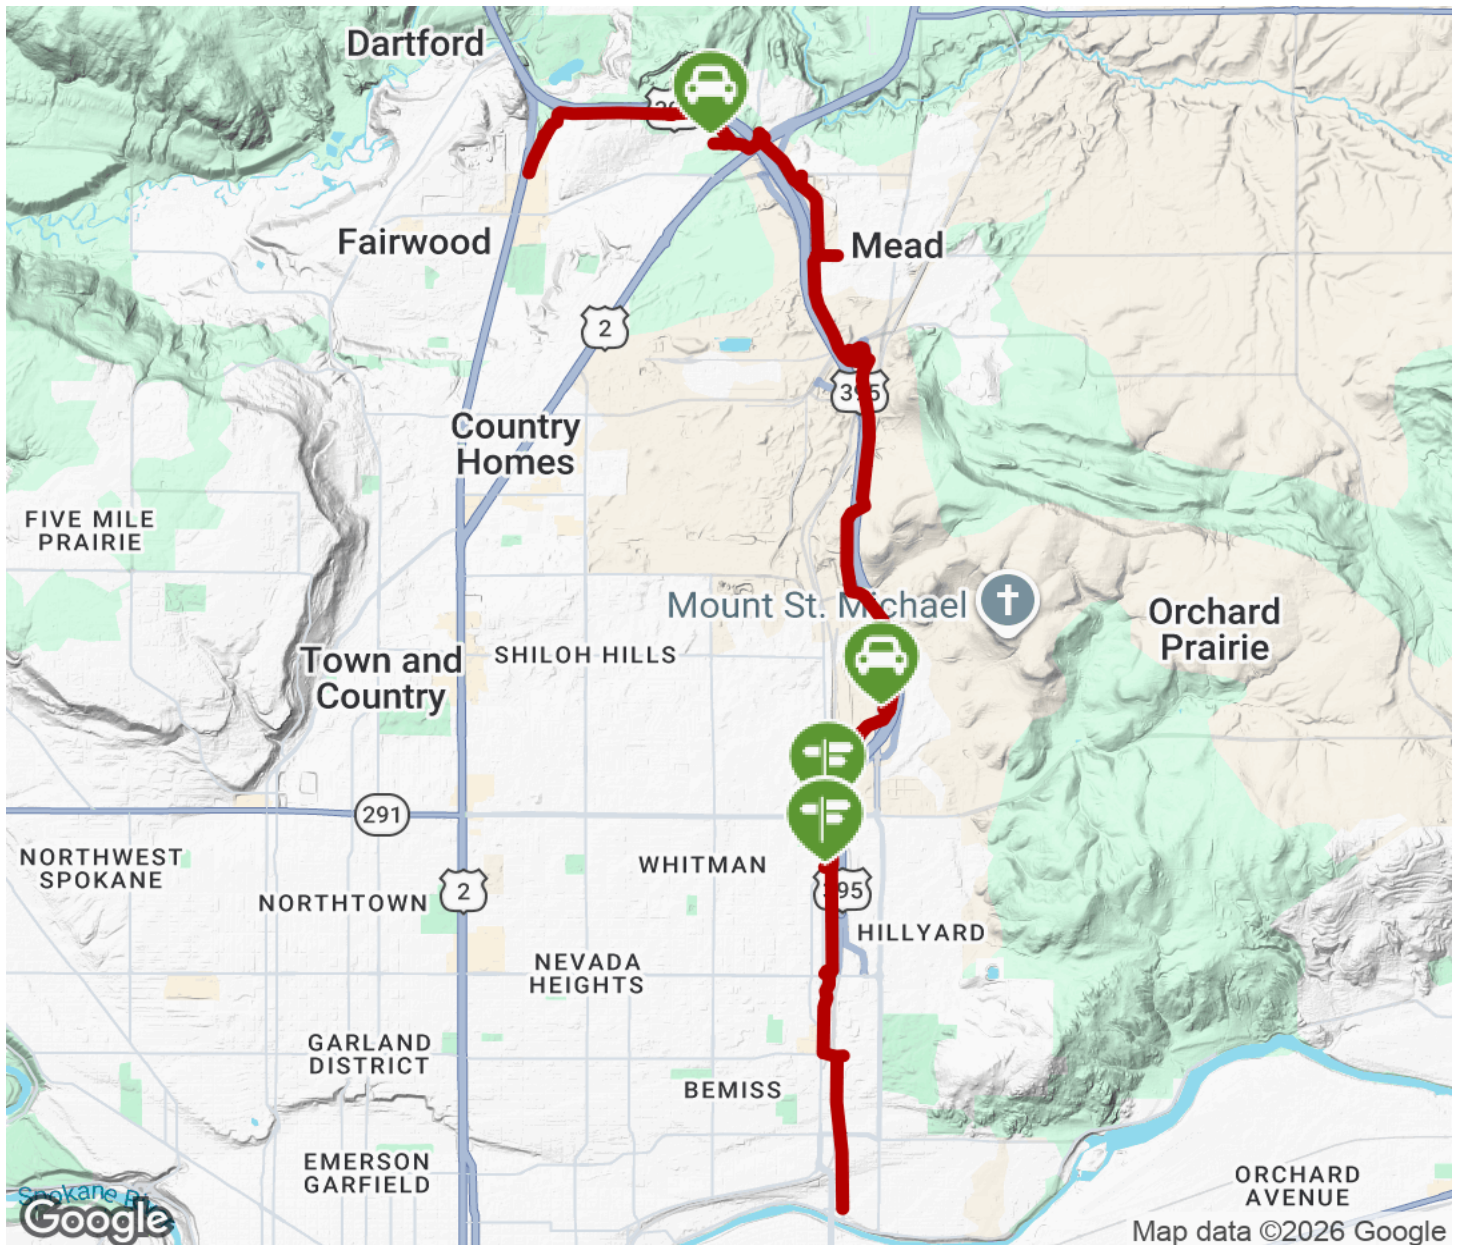 Dartford
Fairwood
Mead
2
395
Country
Homes
FIVE MILE
PRAIRIE
Mount St. Michael
Orchard
Prairie
Town and
Country
SHILOH HILLS
291
NORTHWEST
SPOKANE
WHITMAN
2
NORTHTOWN
HILLYARD
NEVADA
HEIGHTS
GARLAND
DISTRICT
BEMISS
EMERSON
GARFIELD
ORCHARD
AVENUE
Spokane
Google
Map data ©2026 Google